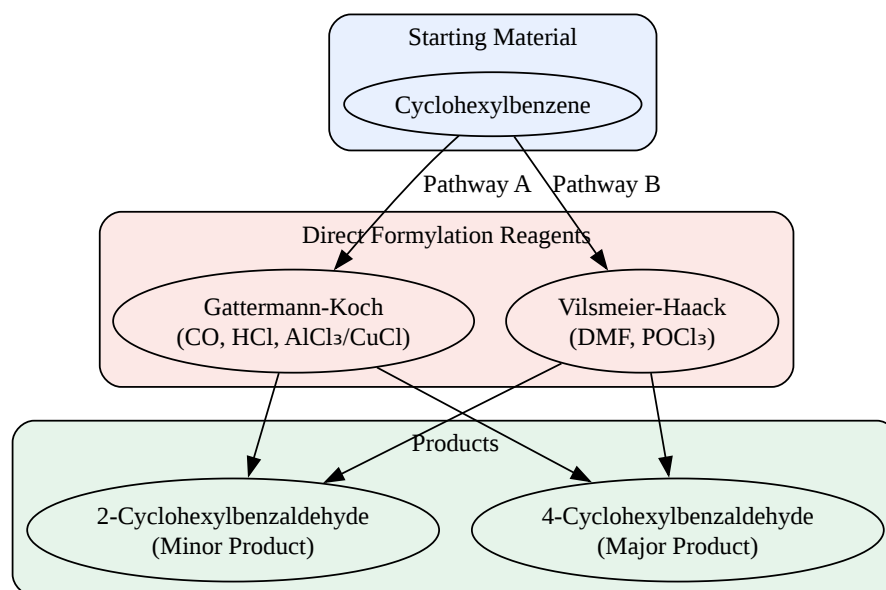 Starting Material
Cyclohexylbenzene
Pathway A
Pathway B
Direct Formylation Reagents
Gattermann-Koch
(CO, HCl, AlCl₃/CuCl)
Vilsmeier-Haack
(DMF, POCl₃)
Products
2-Cyclohexylbenzaldehyde
(Minor Product)
4-Cyclohexylbenzaldehyde
(Major Product)